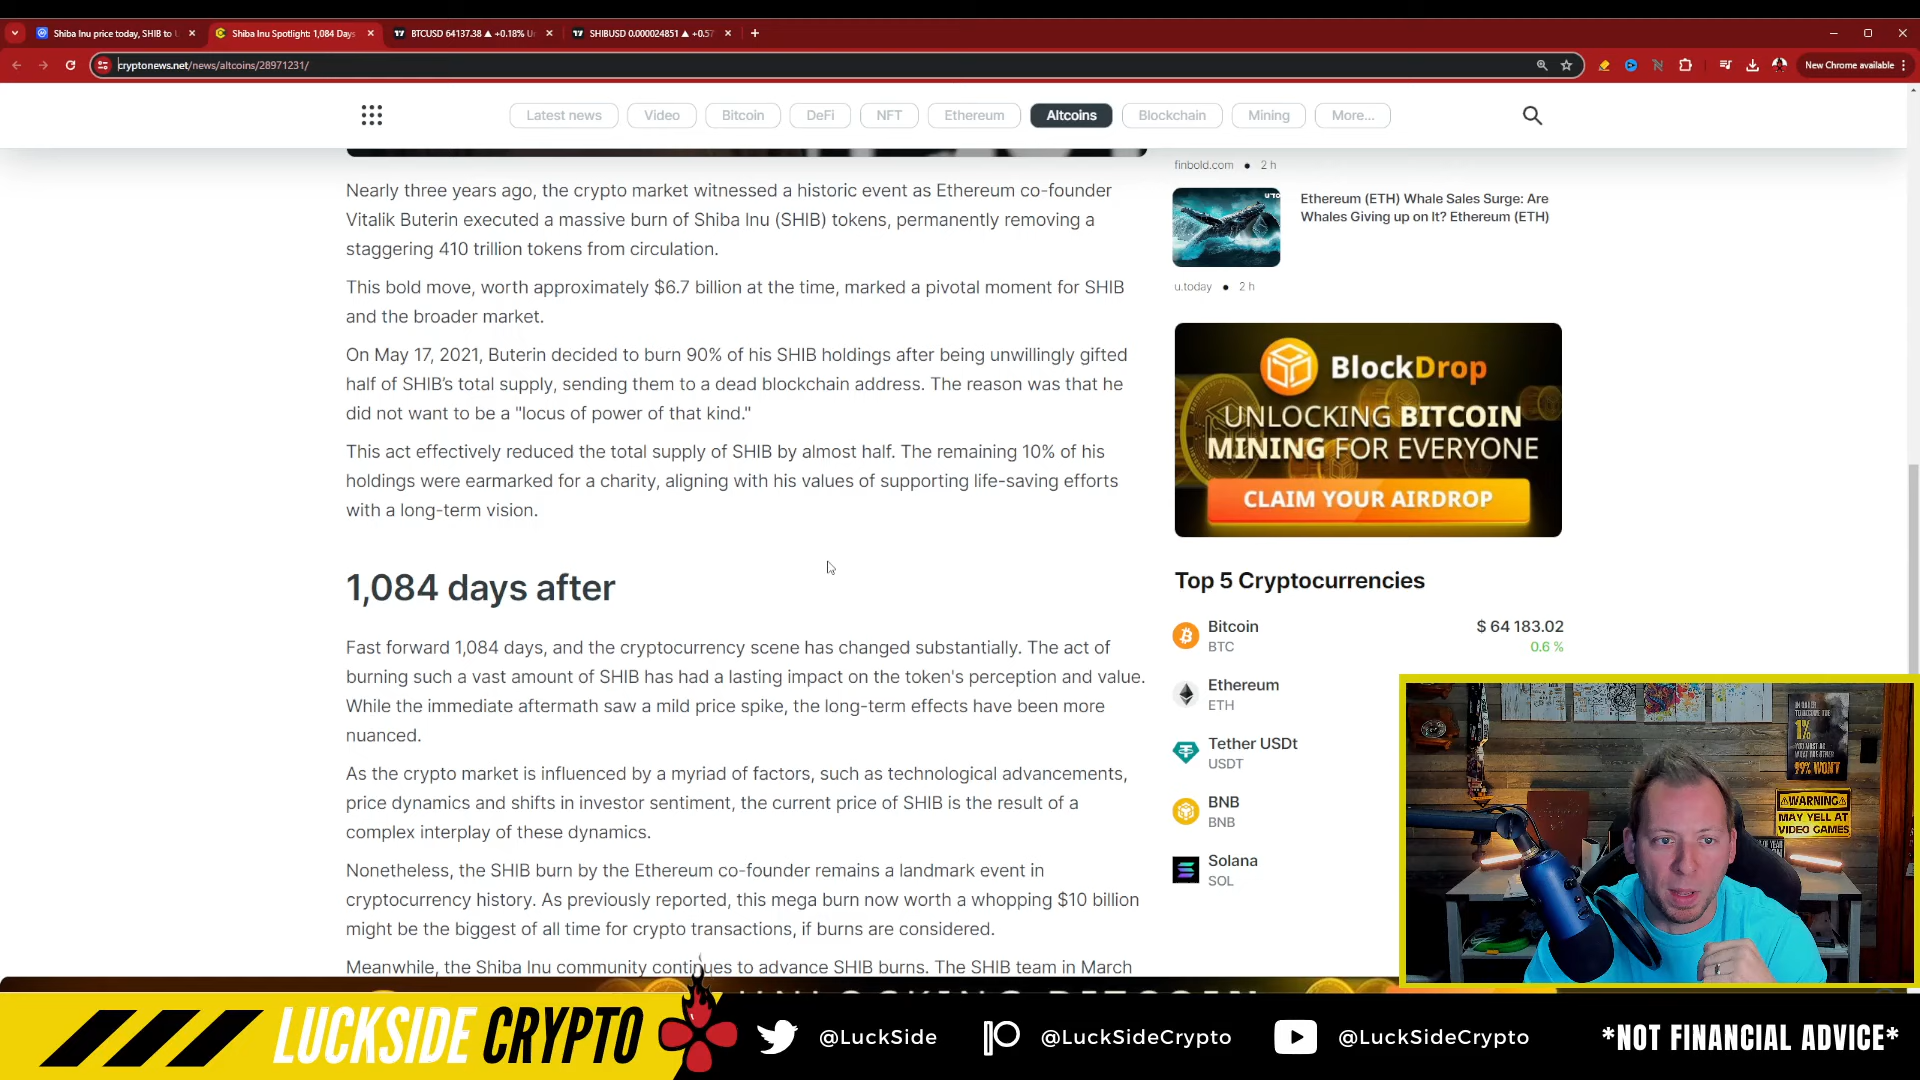 Shiba Inu price today, SHIB to U
Shiba Inu Spotlight: 1,084 Days
BTCUSD 64137.38 ▲ +0.18% Un
SHIBUSD 0.000024851 ▲ +0.57
cryptonews.net/news/altcoins/28971231/
New Chrome available
Latest news
Video
Bitcoin
DeFi
NFT
Ethereum
Altcoins
Blockchain
Mining
More...
Nearly three years ago, the crypto market witnessed a historic event as Ethereum co-founder
Vitalik Buterin executed a massive burn of Shiba Inu (SHIB) tokens, permanently removing a
staggering 410 trillion tokens from circulation.
This bold move, worth approximately $6.7 billion at the time, marked a pivotal moment for SHIB
and the broader market.
On May 17, 2021, Buterin decided to burn 90% of his SHIB holdings after being unwillingly gifted
half of SHIB's total supply, sending them to a dead blockchain address. The reason was that he
did not want to be a "locus of power of that kind."
This act effectively reduced the total supply of SHIB by almost half. The remaining 10% of his
holdings were earmarked for a charity, aligning with his values of supporting life-saving efforts
with a long-term vision.
1,084 days after
Fast forward 1,084 days, and the cryptocurrency scene has changed substantially. The act of
burning such a vast amount of SHIB has had a lasting impact on the token's perception and value.
While the immediate aftermath saw a mild price spike, the long-term effects have been more
nuanced.
As the crypto market is influenced by a myriad of factors, such as technological advancements,
price dynamics and shifts in investor sentiment, the current price of SHIB is the result of a
complex interplay of these dynamics.
Nonetheless, the SHIB burn by the Ethereum co-founder remains a landmark event in
cryptocurrency history. As previously reported, this mega burn now worth a whopping $10 billion
might be the biggest of all time for crypto transactions, if burns are considered.
Meanwhile, the Shiba Inu community continues to advance SHIB burns. The SHIB team in March
finbold.com ● 2 h
U.TO
Ethereum (ETH) Whale Sales Surge: Are
Whales Giving up on It? Ethereum (ETH)
u.today ● 2 h
BlockDrop
UNLOCKING BITCOIN
MINING FOR EVERYONE
CLAIM YOUR AIRDROP
Top 5 Cryptocurrencies
Bitcoin
$ 64 183.02
BTC
0.6 %
Ethereum
ETH
Tether USDt
USDT
BNB
BNB
Solana
SOL
1%
99% WON'T
⚠WARNING⚠
MAY YELL AT
VIDEO GAMES
UNLOCKING BITCOIN
LUCKSIDE CRYPTO
@LuckSide
@LuckSideCrypto
@LuckSideCrypto
*NOT FINANCIAL ADVICE*